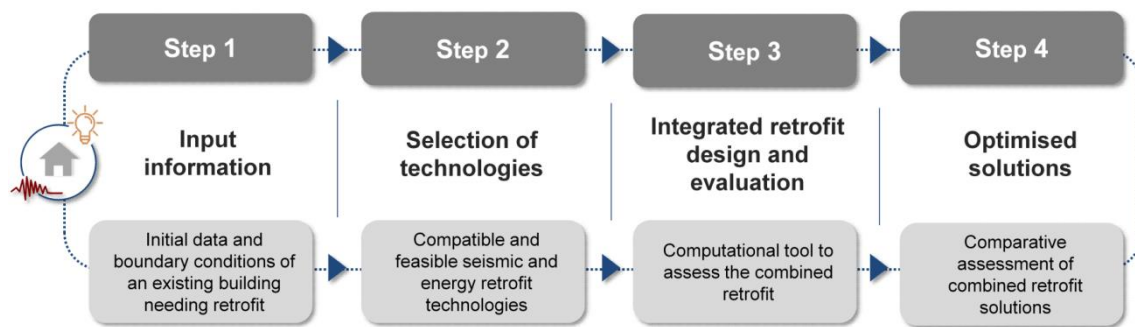 Step 1
Step 2
Step 3
Step 4
Input
information
Selection of
technologies
Integrated retrofit
design and
evaluation
Optimised
solutions
Initial data and
boundary conditions of
an existing building
needing retrofit
Compatible and
feasible seismic and
energy retrofit
technologies
Computational tool to
assess the combined
retrofit
Comparative
assessment of
combined retrofit
solutions